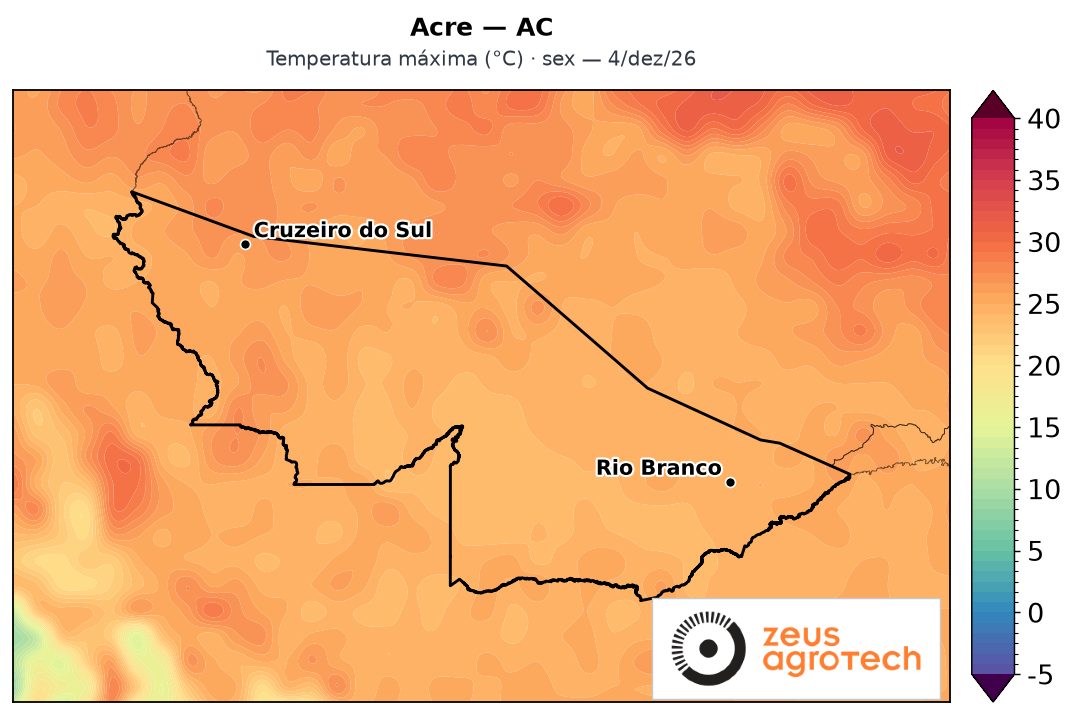 Acre — AC
Temperatura máxima (°C) · sex — 4/dez/26
Cruzeiro do Sul
Rio Branco
zeus
agrotech
40
35
30
25
20
15
10
5
0
-5